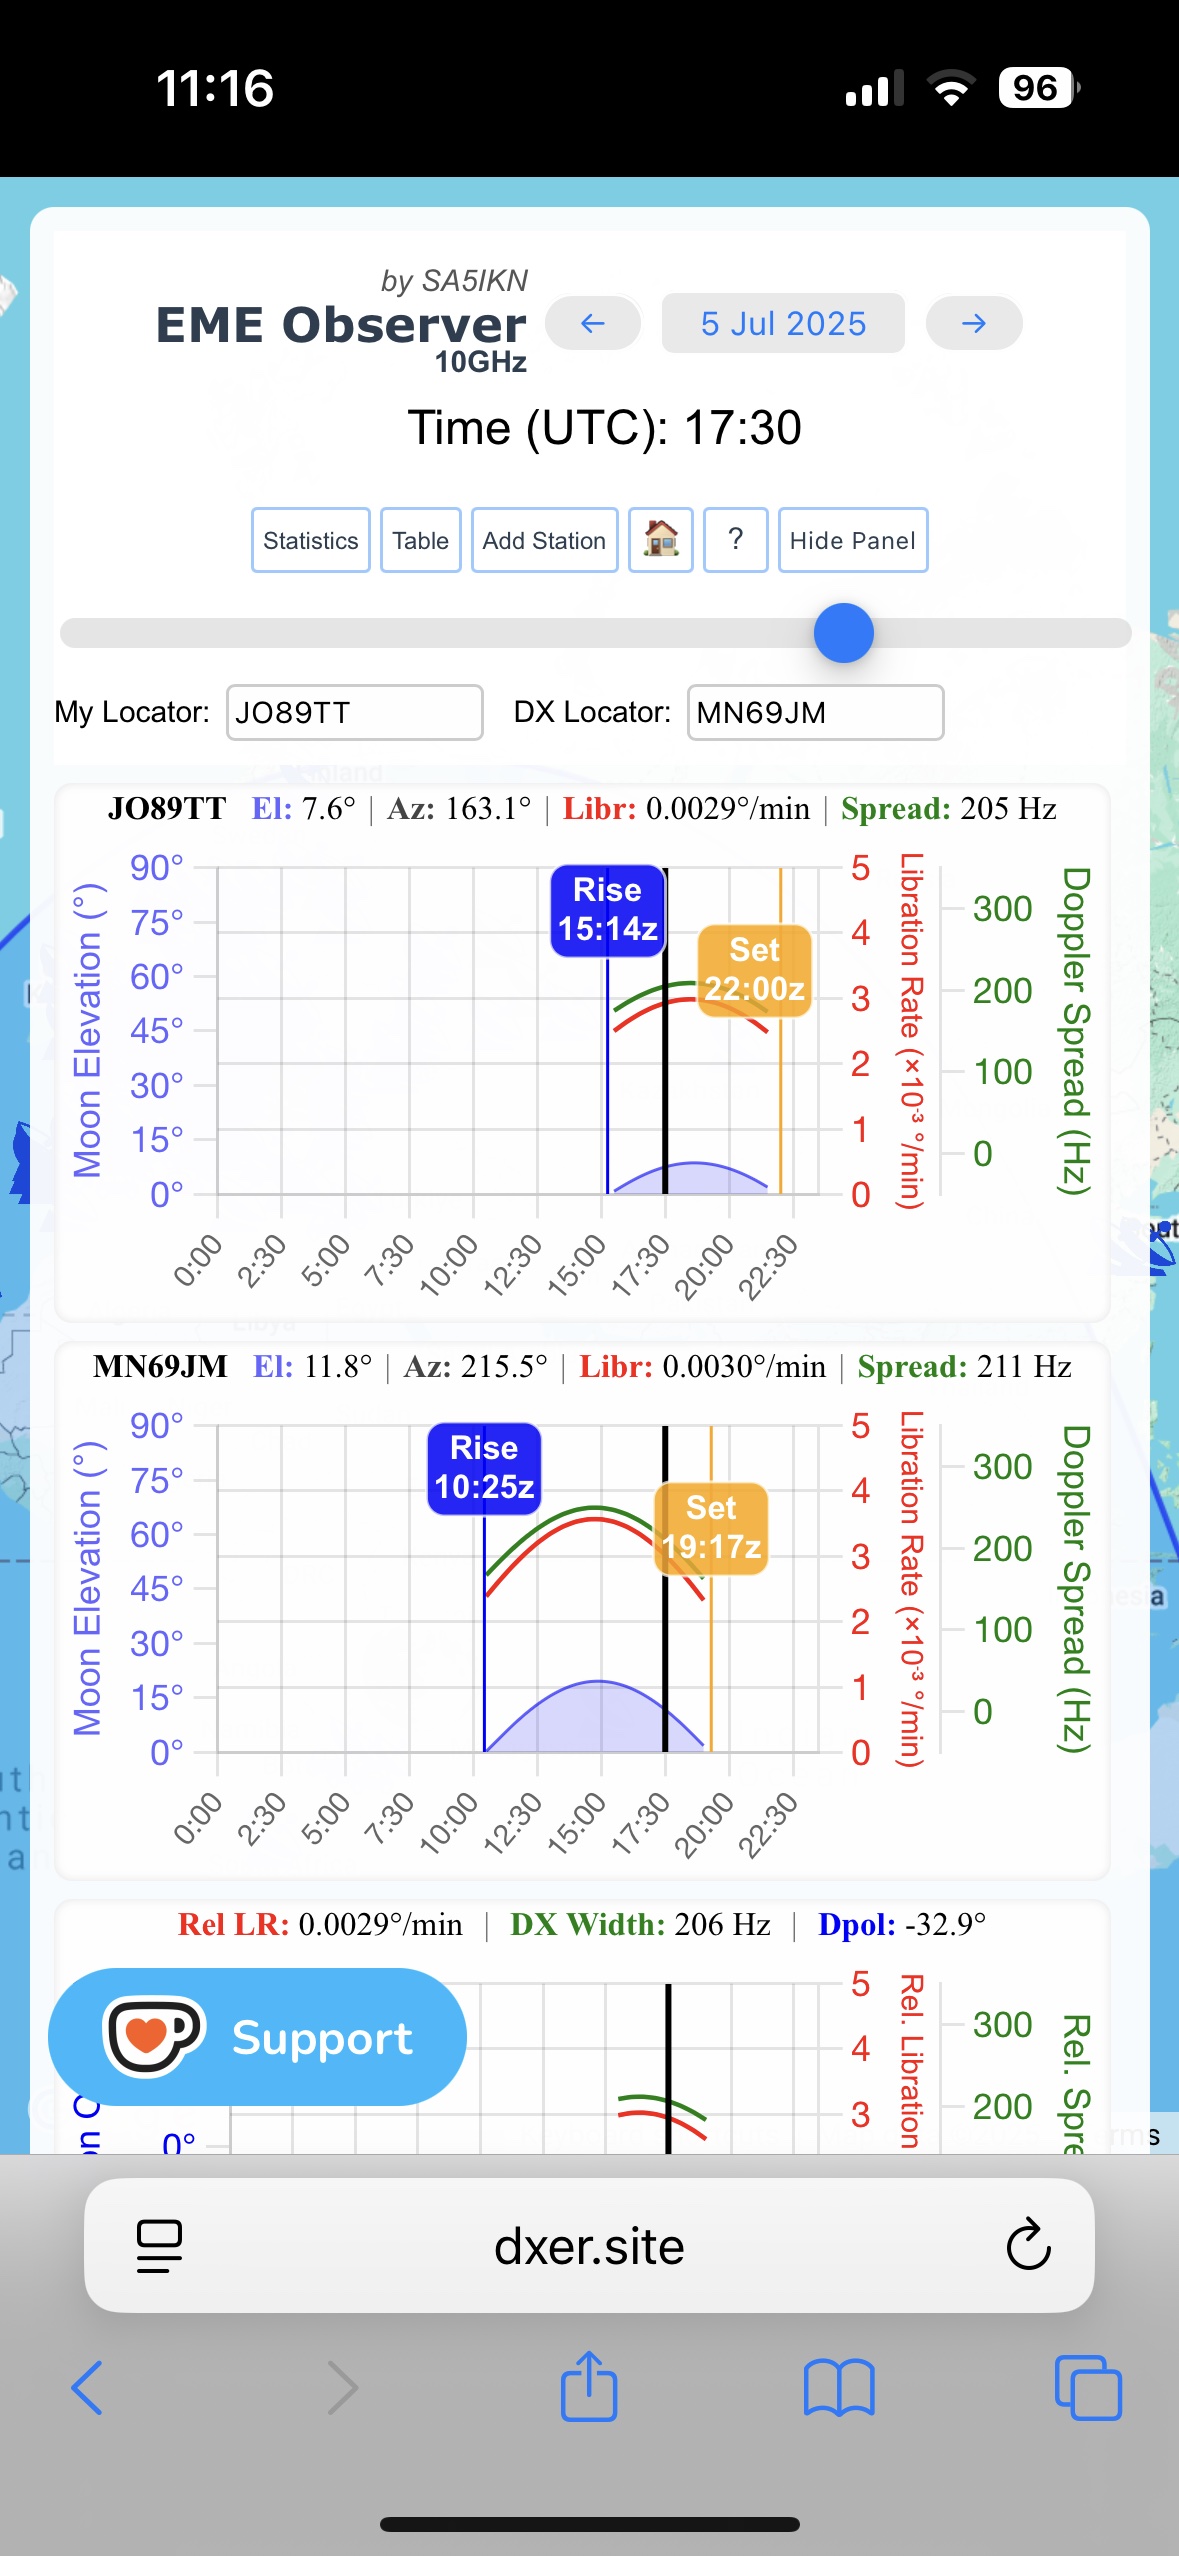 11:16
96
by SA5IKN
EME Observer
10GHz
←
5 Jul 2025
→
Time (UTC): 17:30
Statistics
Table
Add Station
?
Hide Panel
My Locator:
JO89TT
DX Locator:
MN69JM
JO89TT El: 7.6° | Az: 163.1° | Libr: 0.0029°/min | Spread: 205 Hz
Moon Elevation (°)
90°
75°
60°
45°
30°
15°
0°
Rise
15:14z
Set
22:00z
5
4
3
2
1
0
Libration Rate (×10⁻³ °/min)
300
200
100
0
Doppler Spread (Hz)
0:00
2:30
5:00
7:30
10:00
12:30
15:00
17:30
20:00
22:30
Libya
MN69JM El: 11.8° | Az: 215.5° | Libr: 0.0030°/min | Spread: 211 Hz
Moon Elevation (°)
90°
75°
60°
45°
30°
15°
0°
Rise
10:25z
Set
19:17z
5
4
3
2
1
0
Libration Rate (×10⁻³ °/min)
300
200
100
0
Doppler Spread (Hz)
0:00
2:30
5:00
7:30
10:00
12:30
15:00
17:30
20:00
22:30
Rel LR: 0.0029°/min | DX Width: 206 Hz | Dpol: -32.9°
Support
0°
5
4
3
Rel. Libration
300
200
Rel. Spre
dxer.site